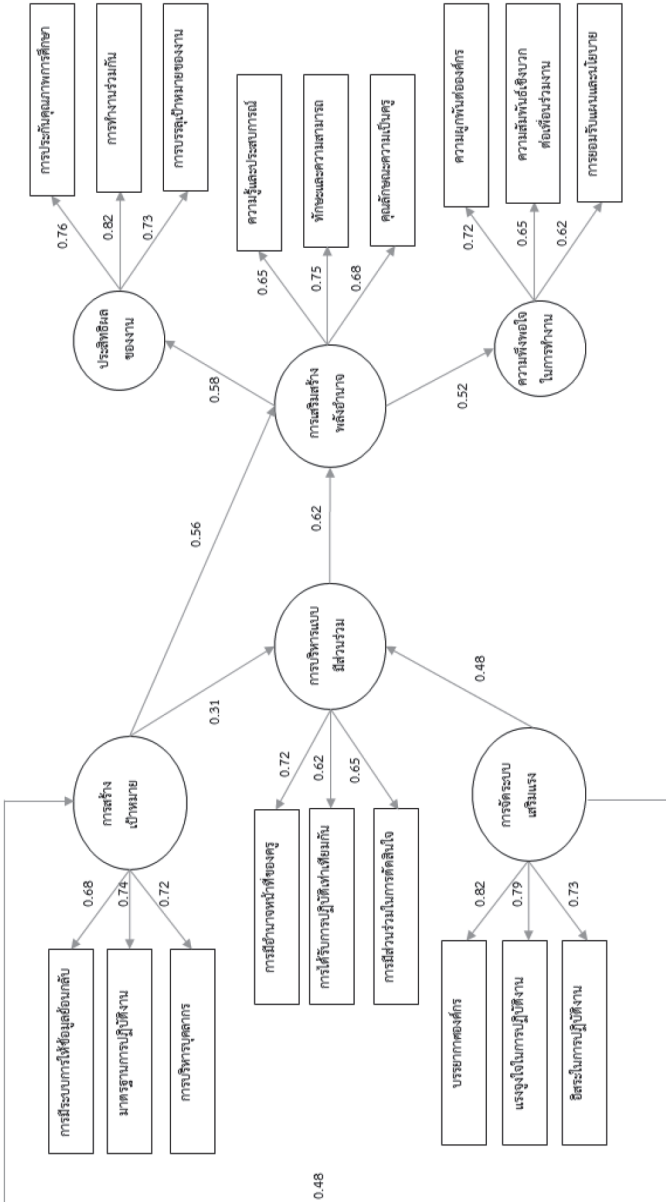 การประกันคุณภาพการศึกษา
การทำงานร่วมกัน
การบรรลุเป้าหมายของงาน
0.76
0.82
0.73
ประสิทธิผล
ของงาน
ความรู้และประสบการณ์
ทักษะและความสามารถ
คุณลักษณะความเป็นครู
0.65
0.75
0.68
การเสริมสร้าง
พลังอำนาจ
ความผูกพันต่อองค์กร
ความสัมพันธ์เชิงบวก
ต่อเพื่อนร่วมงาน
การยอมรับแผนและนโยบาย
0.72
0.65
0.62
ความพึงพอใจ
ในการทำงาน
0.58
0.52
0.56
0.62
การสร้าง
เป้าหมาย
0.31
การบริหารแบบ
มีส่วนร่วม
0.48
การจัดระบบ
เสริมแรง
0.68
0.74
0.72
การมีระบบการให้ข้อมูลย้อนกลับ
มาตรฐานการปฏิบัติงาน
การบริหารบุคลากร
0.72
0.62
0.65
การมีอำนาจหน้าที่ของครู
การได้รับการปฏิบัติเท่าเทียมกัน
การมีส่วนร่วมในการตัดสินใจ
0.82
0.79
0.73
บรรยากาศองค์กร
แรงจูงใจในการปฏิบัติงาน
อิสระในการปฏิบัติงาน
0.48